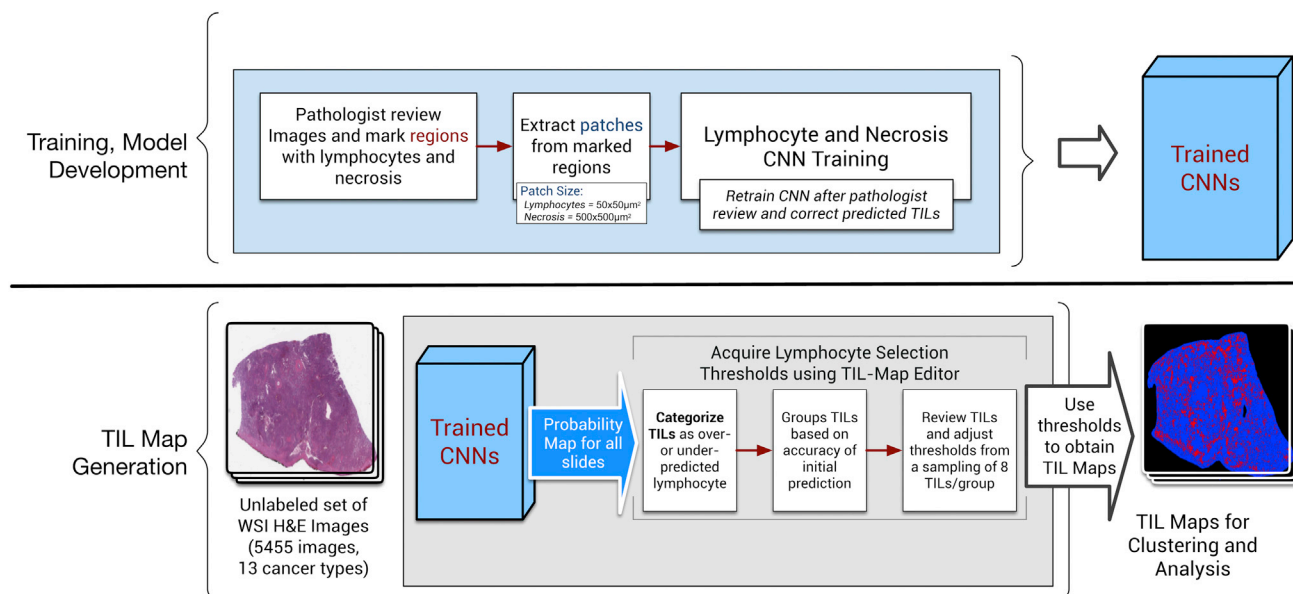 Training, Model
Development
Pathologist review
Images and mark regions
with lymphocytes and
necrosis
Extract patches
from marked
regions
Patch Size:
Lymphocytes = 50x50µm²
Necrosis = 500x500µm²
Lymphocyte and Necrosis
CNN Training
Retrain CNN after pathologist
review and correct predicted TILs
Trained
CNNs
TIL Map
Generation
Unlabeled set of
WSI H&E Images
(5455 images,
13 cancer types)
Trained
CNNs
Probability
Map for all
slides
Acquire Lymphocyte Selection
Thresholds using TIL-Map Editor
Categorize
TILs as over-
or under-
predicted
lymphocyte
Groups TILs
based on
accuracy of
initial
prediction
Review TILs
and adjust
thresholds from
a sampling of 8
TILs/group
Use
thresholds
to obtain
TIL Maps
TIL Maps for
Clustering and
Analysis